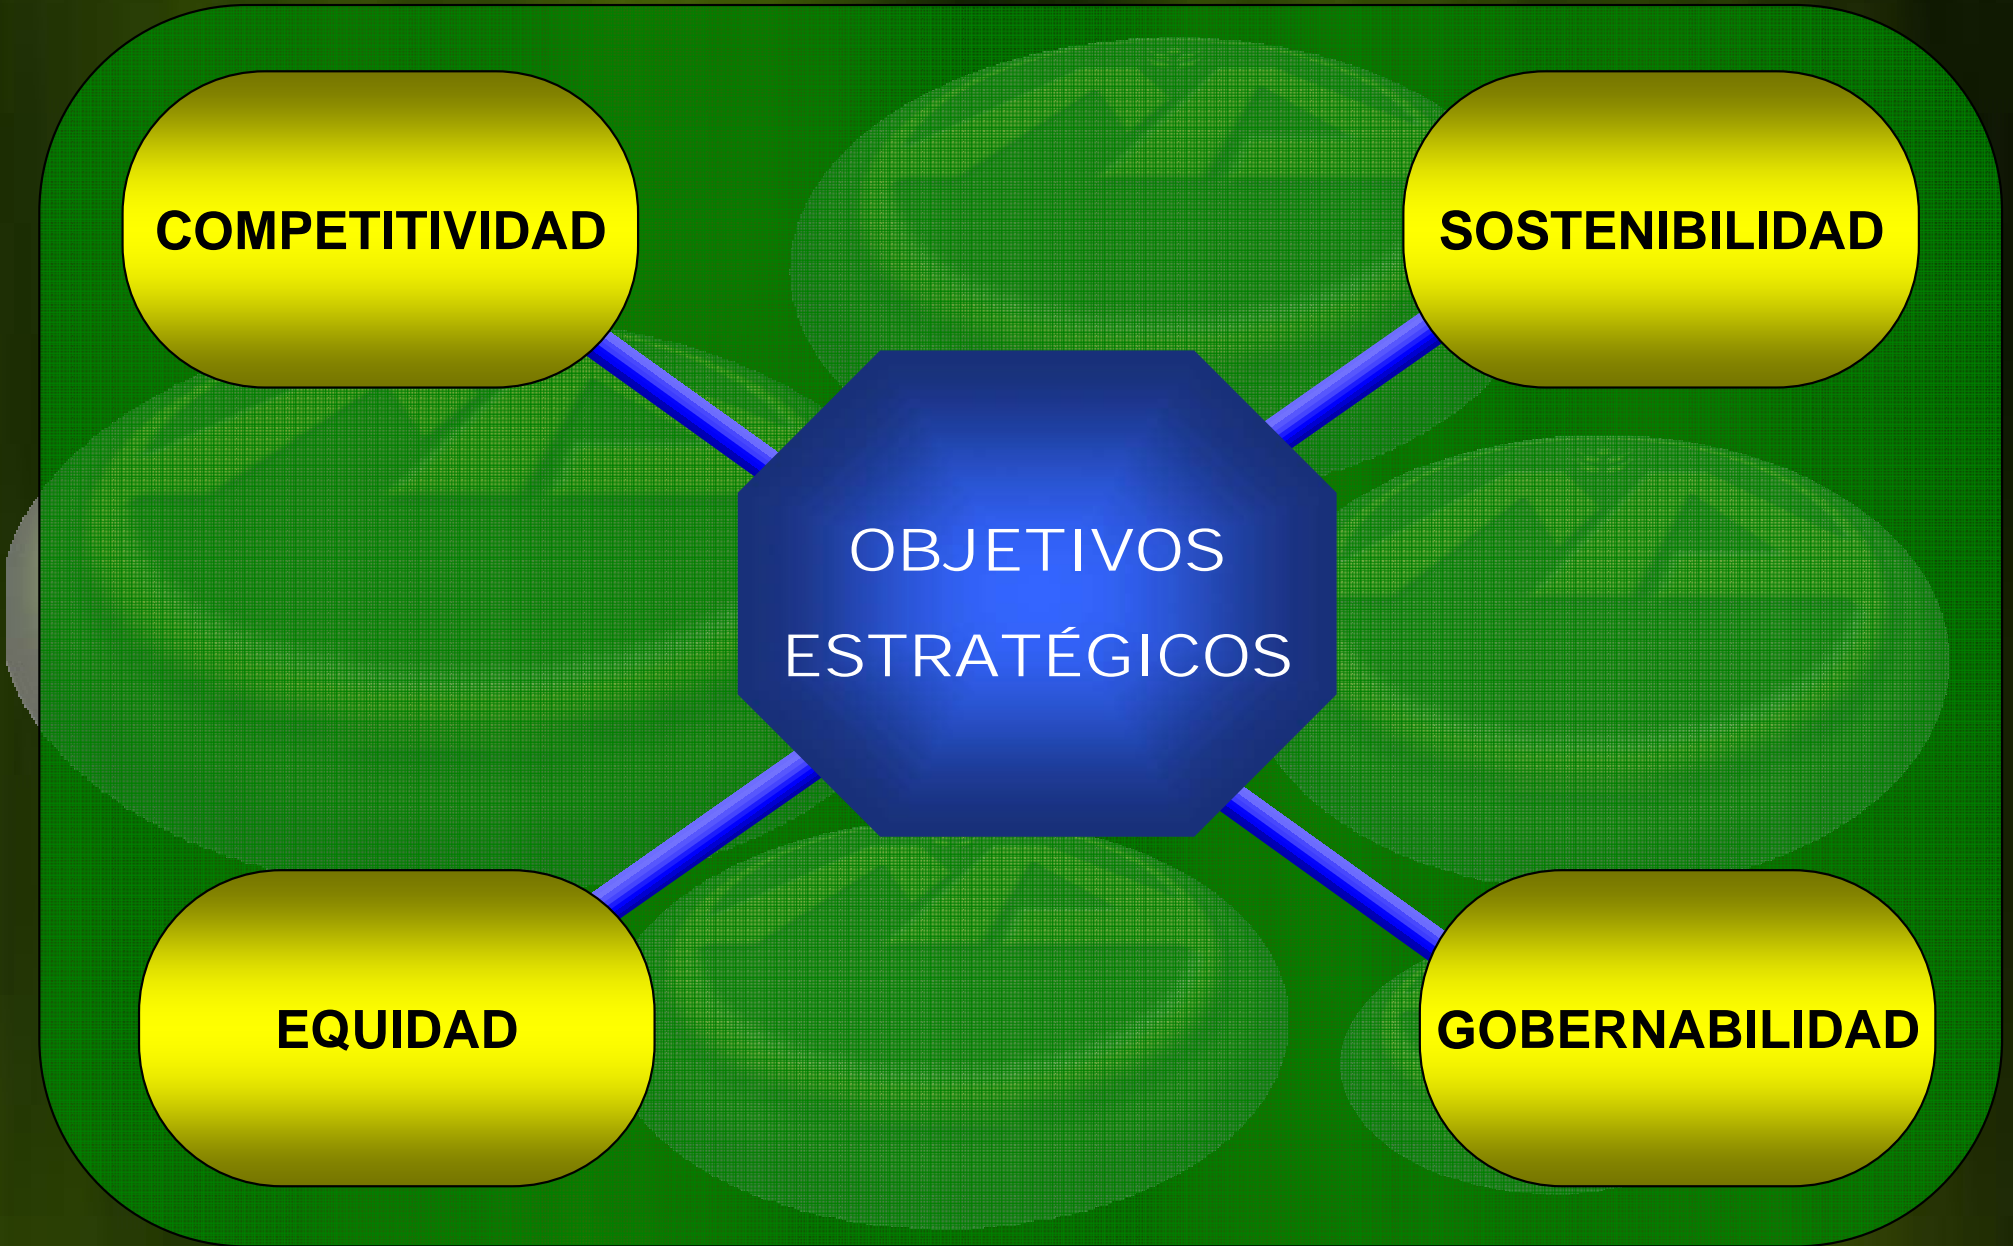 COMPETITIVIDAD
SOSTENIBILIDAD
OBJETIVOS
ESTRATÉGICOS
EQUIDAD
GOBERNABILIDAD